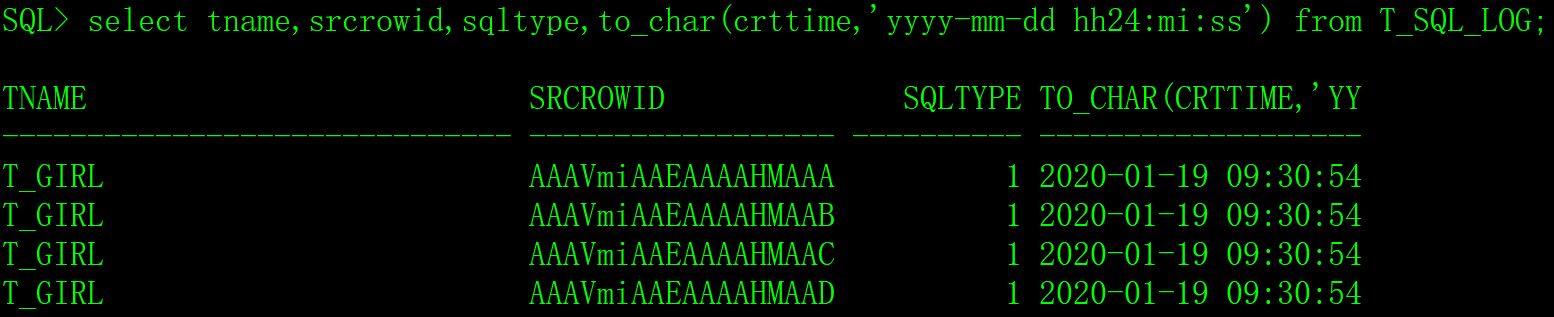 SQL> select tname,srcrowid,sqltype,to_char(crttime,'yyyy-mm-dd hh24:mi:ss') from T_SQL_LOG;
TNAME SRCROWID SQLTYPE TO_CHAR(CRTTIME,'YY
------------------------------ ------------------ ---------- -------------------
T_GIRL AAAVmiAAEAAAAHMAAA 1 2020-01-19 09:30:54
T_GIRL AAAVmiAAEAAAAHMAAB 1 2020-01-19 09:30:54
T_GIRL AAAVmiAAEAAAAHMAAC 1 2020-01-19 09:30:54
T_GIRL AAAVmiAAEAAAAHMAAD 1 2020-01-19 09:30:54